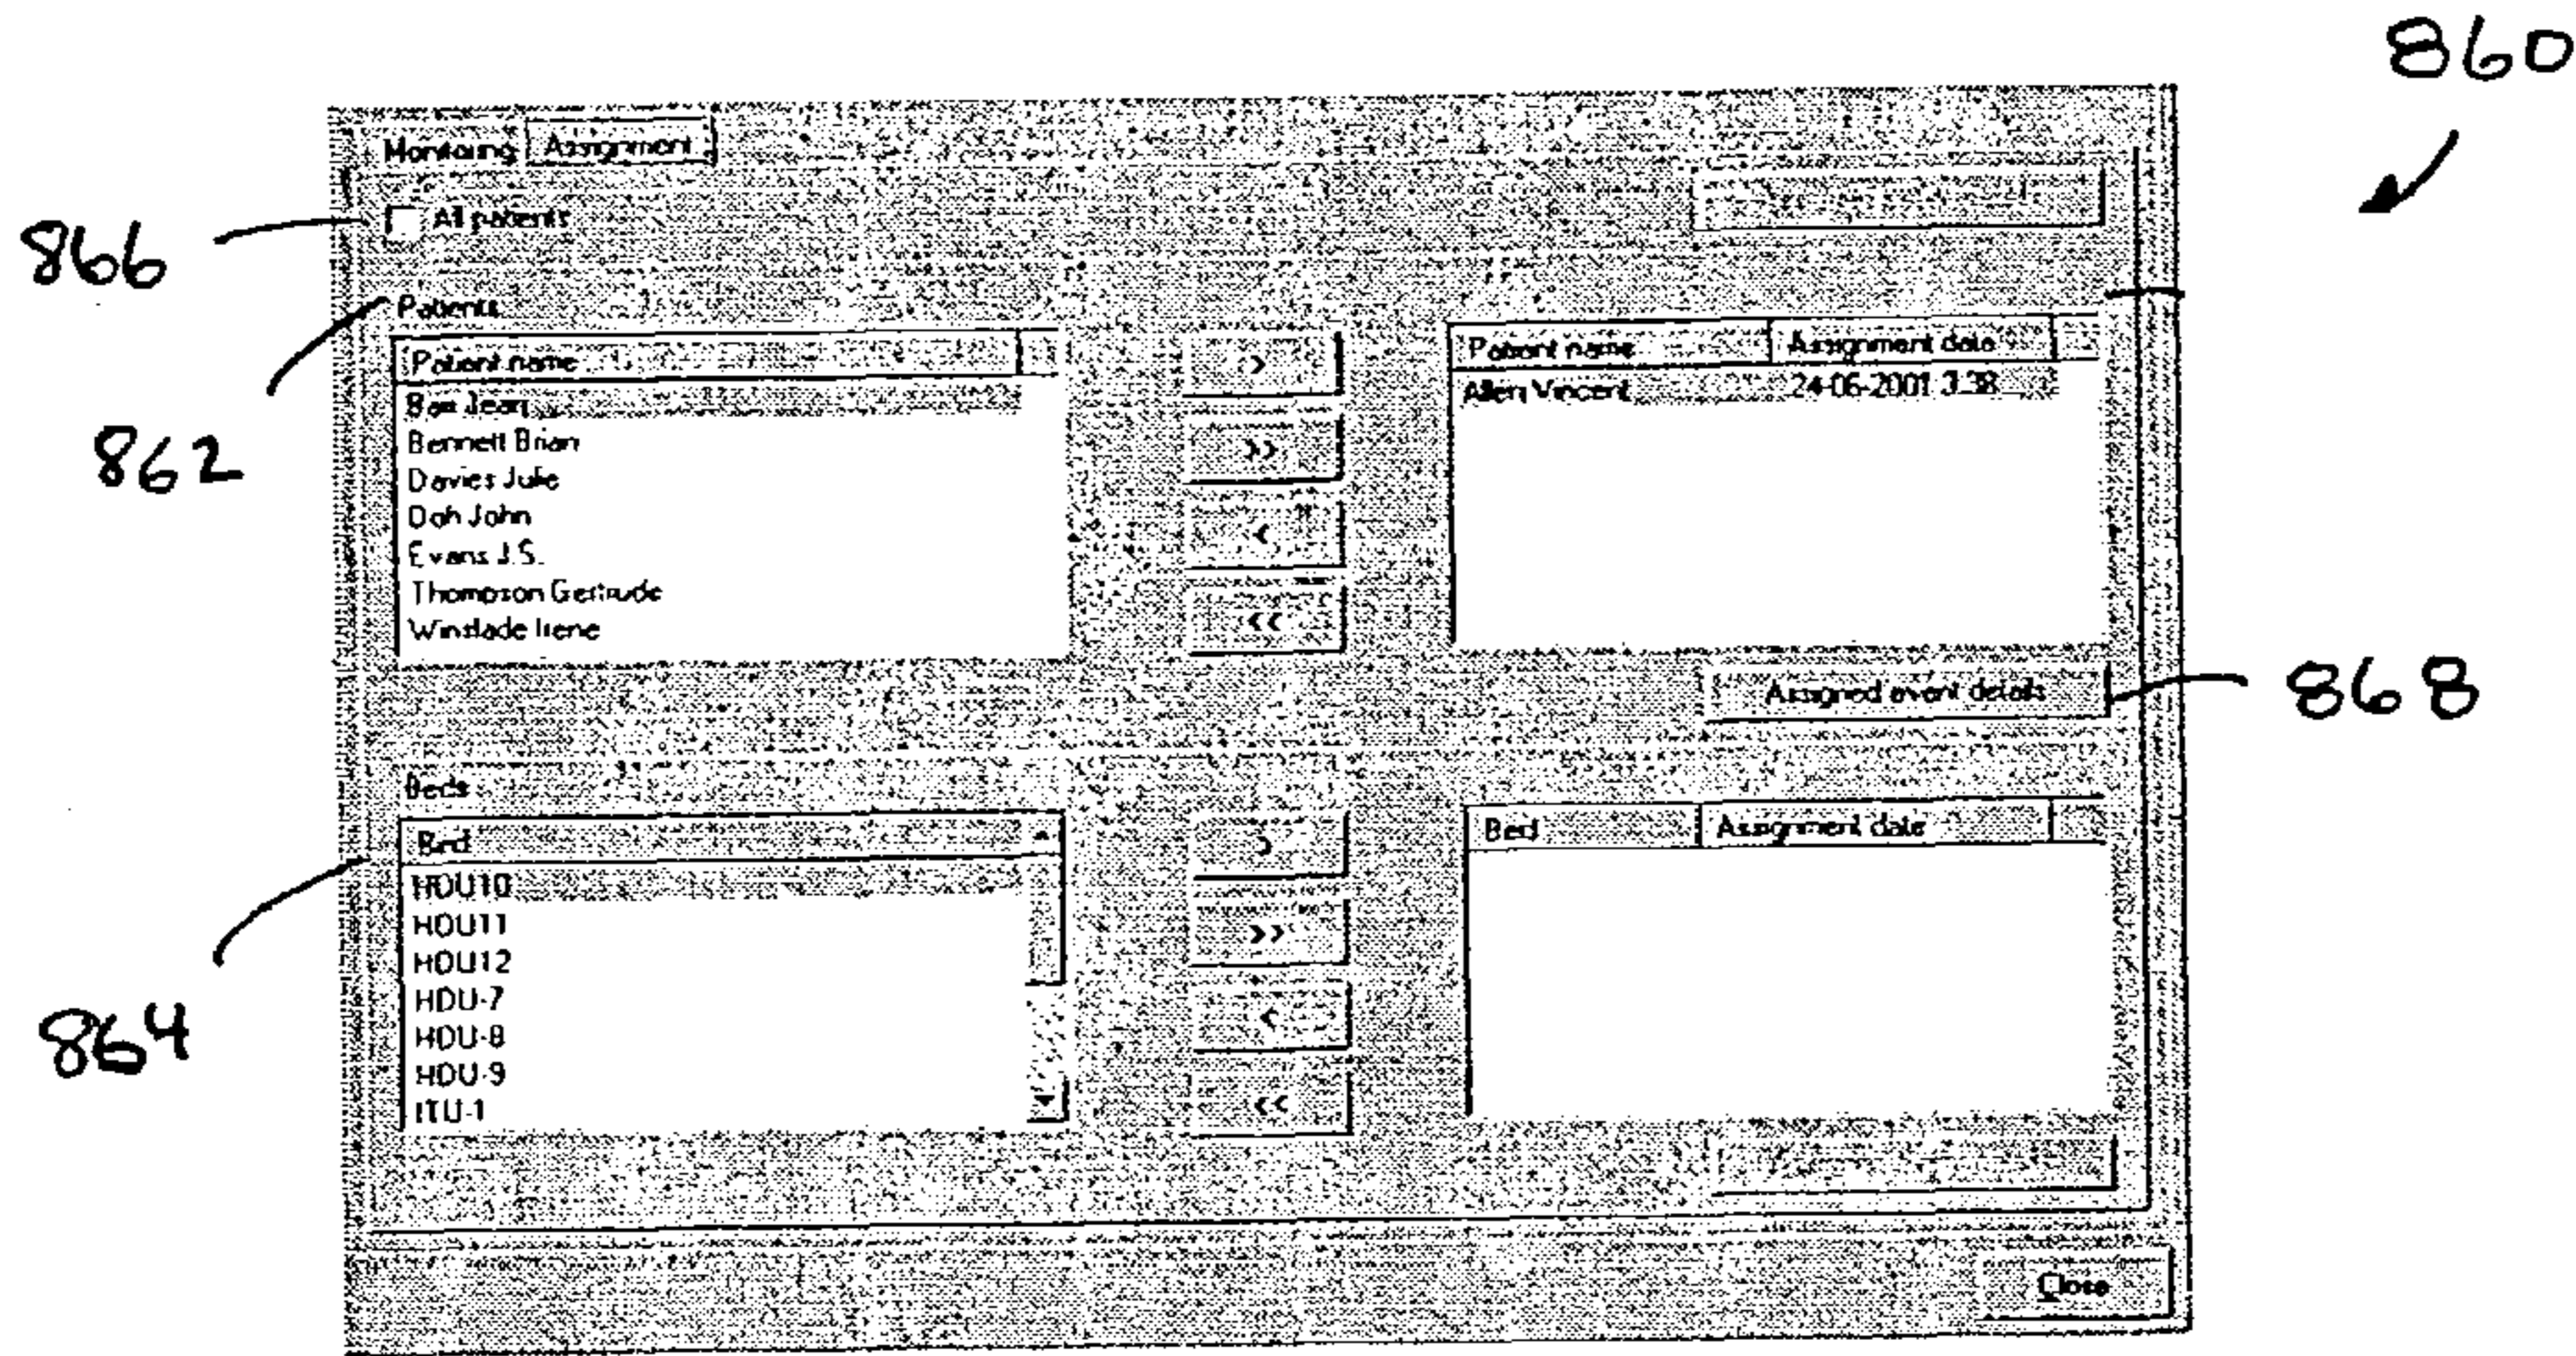 860
Monitoring Assignment
866
All patients
862
Patients
Patient name
Bennett Brian
Davies Julie
Doh John
Evans J.S.
Thompson Gertrude
Winslade Irene
>
>>
<
<<
Patient name Assignment date
Allen Vincent 24-06-2001 3:38
Assigned event details
868
Beds
864
Bed
HDU10
HDU11
HDU12
HDU-7
HDU-8
HDU-9
ITU-1
>
>>
<
<<
Bed Assignment date
Close